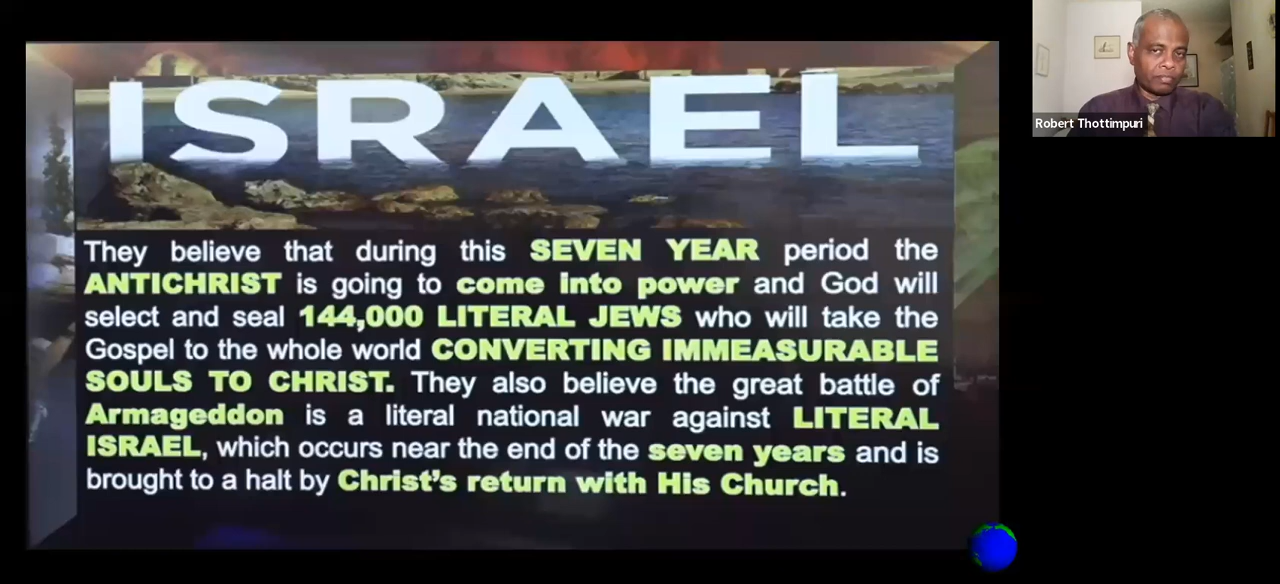 ISRAEL
They believe that during this SEVEN YEAR period the
ANTICHRIST is going to come into power and God will
select and seal 144,000 LITERAL JEWS who will take the
Gospel to the whole world CONVERTING IMMEASURABLE
SOULS TO CHRIST. They also believe the great battle of
Armageddon is a literal national war against LITERAL
ISRAEL, which occurs near the end of the seven years and is
brought to a halt by Christ's return with His Church.
Robert Thottimpuri